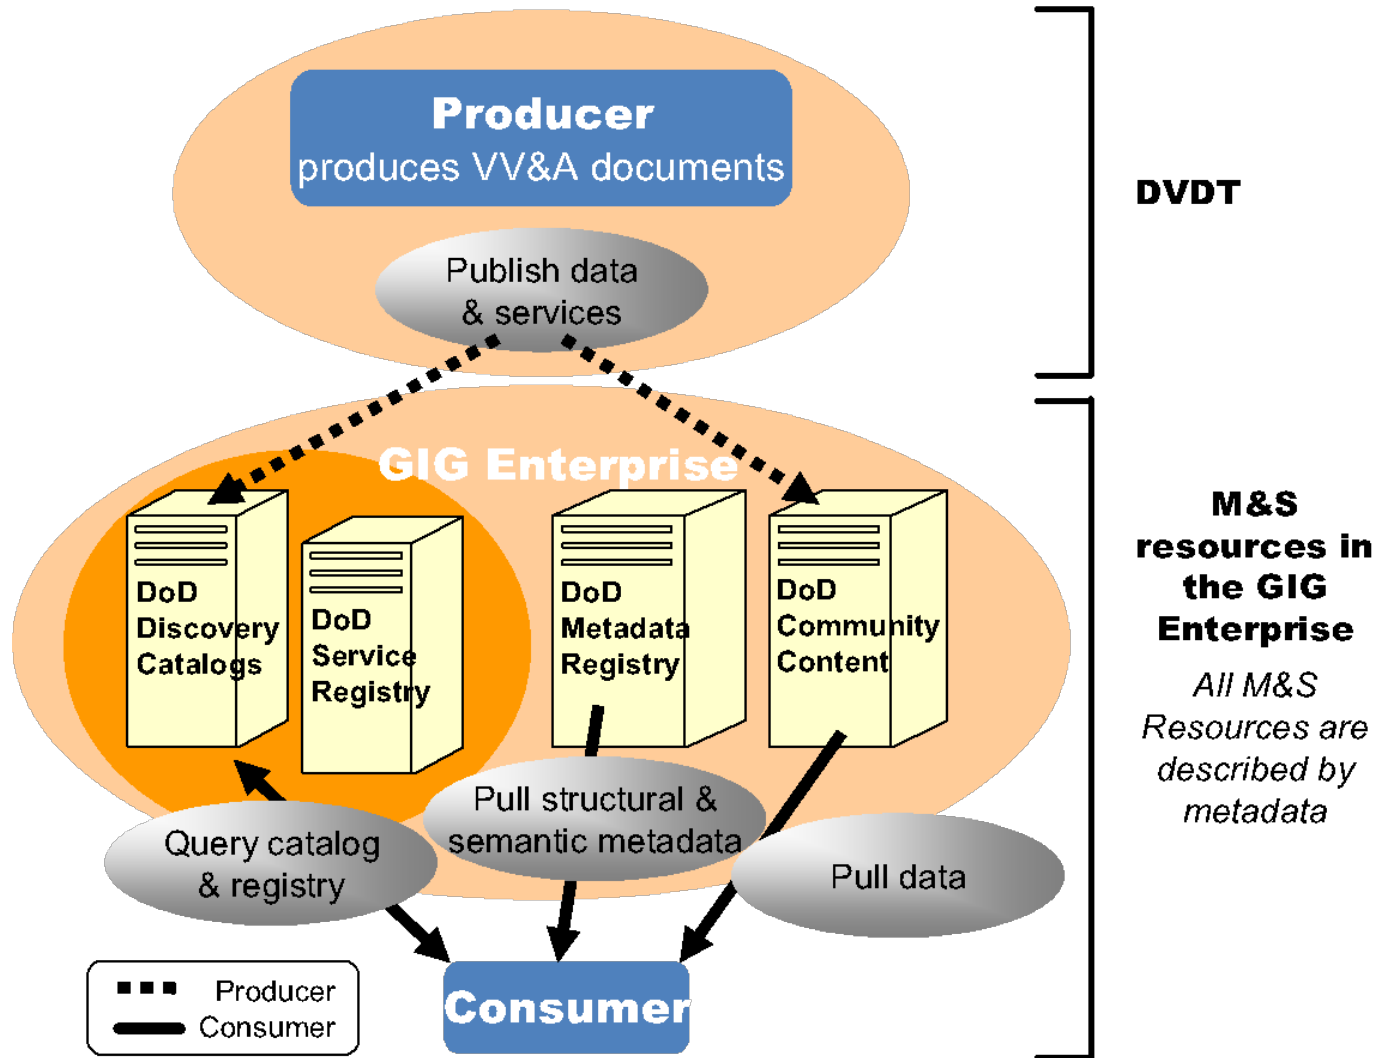 Producer
produces VV&A documents
Publish data
& services
DVDT
GIG Enterprise
DoD
Discovery
Catalogs
DoD
Service
Registry
DoD
Metadata
Registry
DoD
Community
Content
M&S
resources in
the GIG
Enterprise
All M&S
Resources are
described by
metadata
Query catalog
& registry
Pull structural &
semantic metadata
Pull data
Consumer
Producer
Consumer